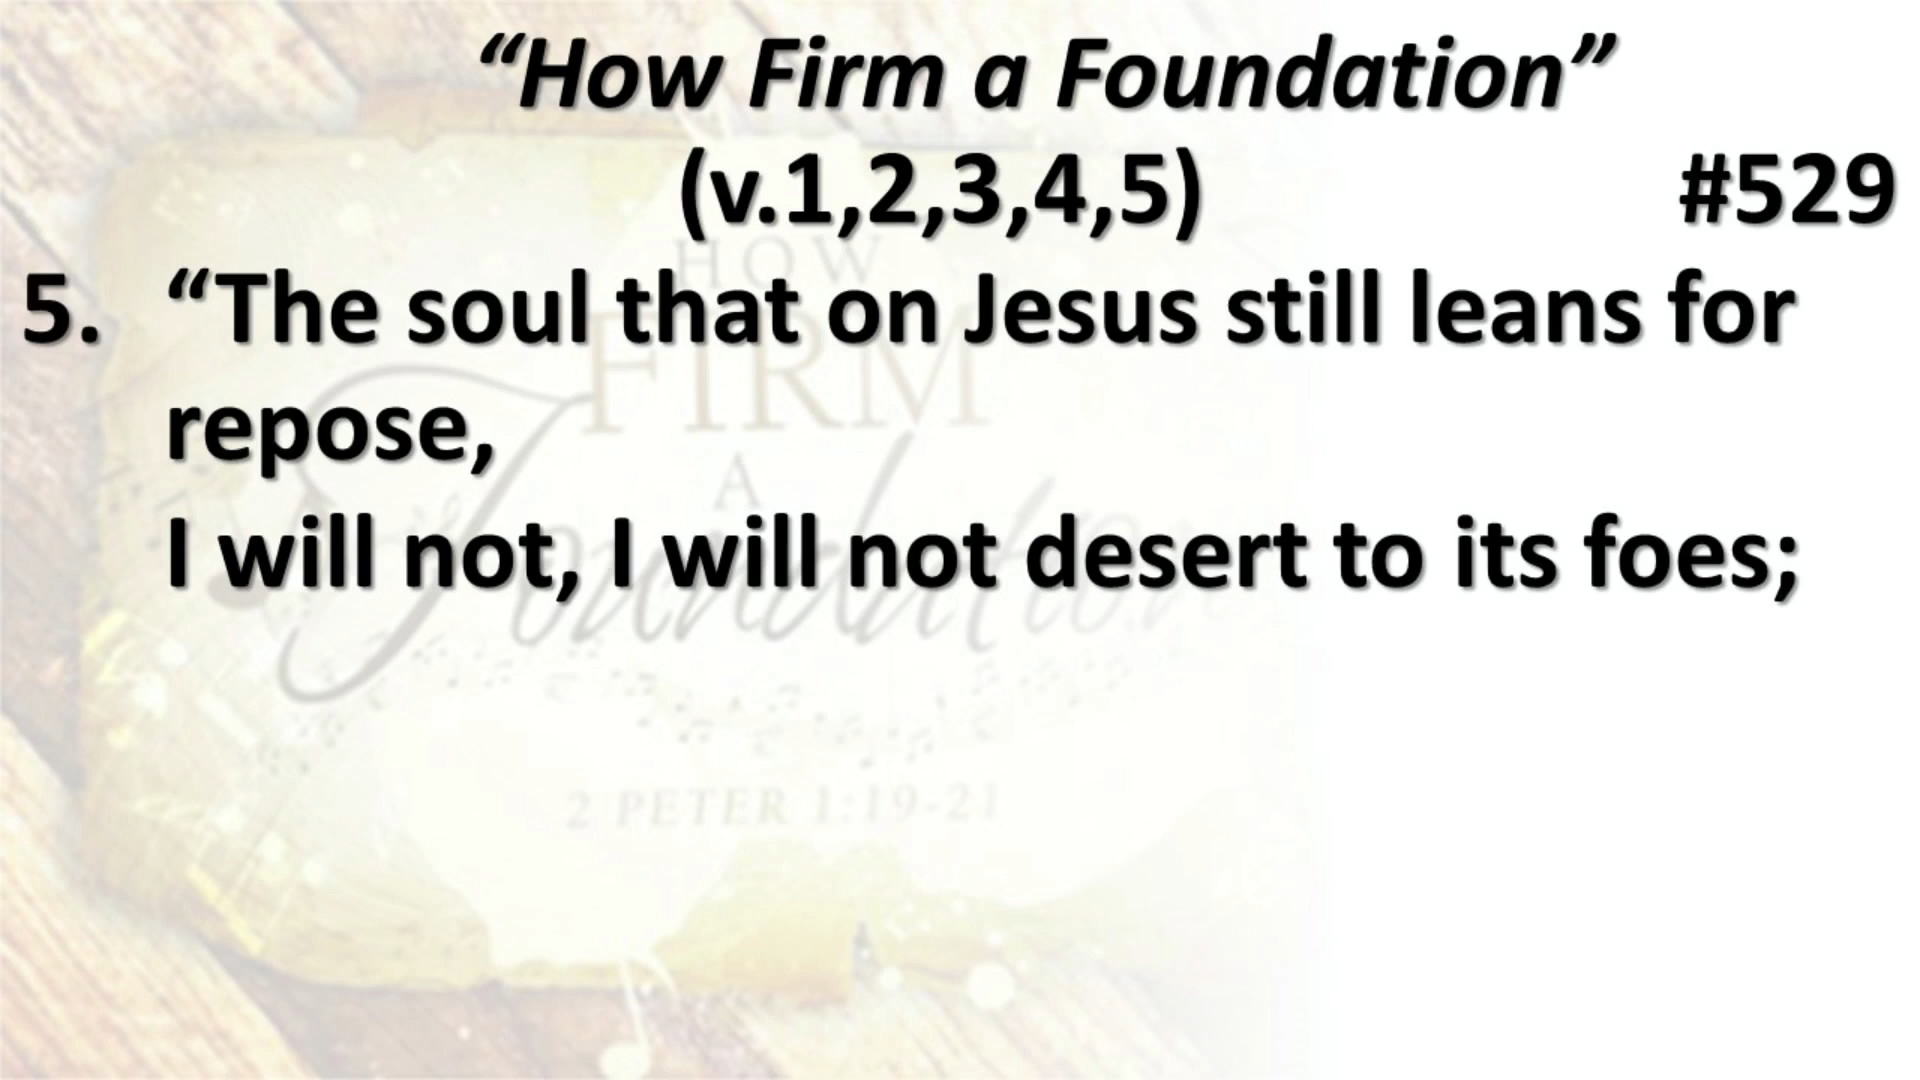 “How Firm a Foundation”
(v.1,2,3,4,5) #529
5. “The soul that on Jesus still leans for
repose,
I will not, I will not desert to its foes;
HOW
FIRM
A
Foundation
2 PETER 1:19-21